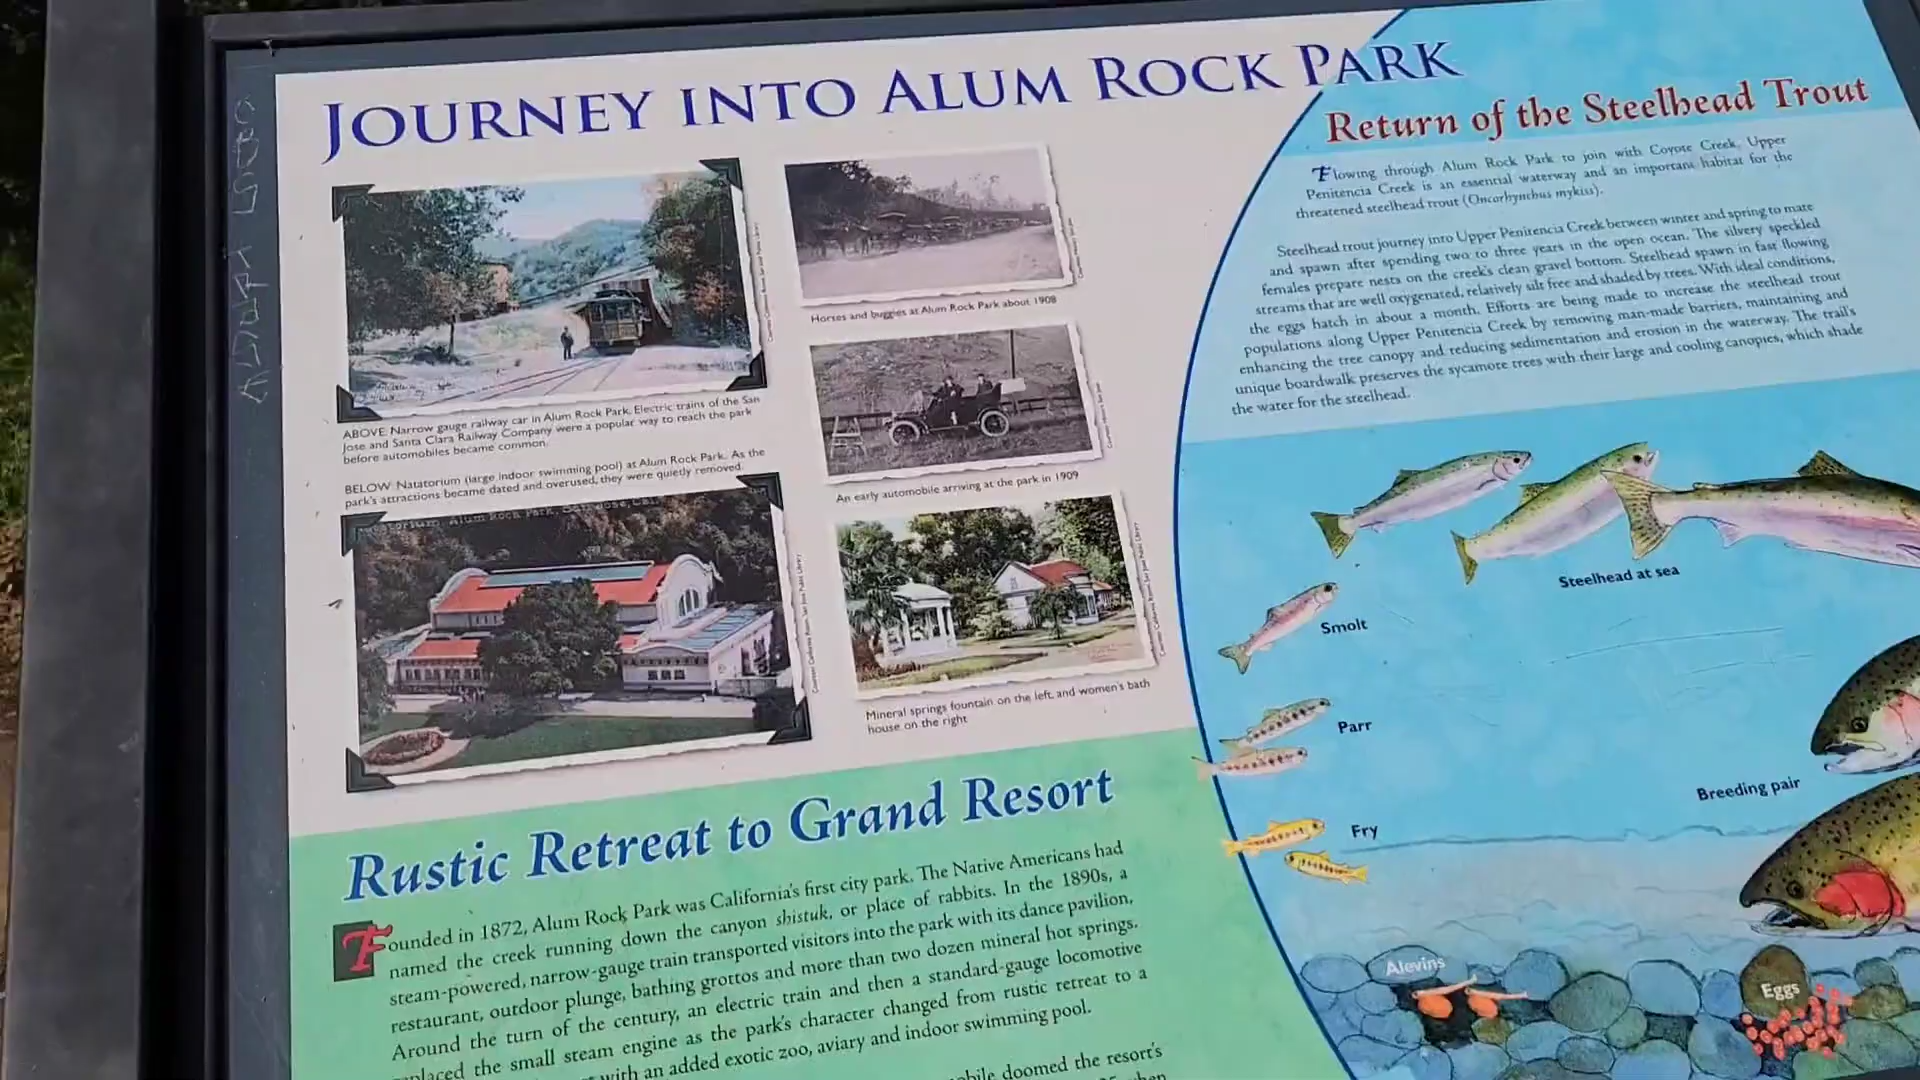 JOURNEY INTO ALUM ROCK PARK
ABOVE: Narrow gauge railway car in Alum Rock Park. Electric trains of the San
Jose and Santa Clara Railway Company were a popular way to reach the park
before automobiles became common.
BELOW: Natatorium (large indoor swimming pool) at Alum Rock Park. As the
park's attractions became dated and overused, they were quietly removed.
Natatorium, Alum Rock Park, San Jose, Cal.
Horses and buggies at Alum Rock Park about 1908
An early automobile arriving at the park in 1909
Mineral springs fountain on the left, and women's bath
house on the right
Rustic Retreat to Grand Resort
Founded in 1872, Alum Rock Park was California's first city park. The Native Americans had
named the creek running down the canyon shistuk, or place of rabbits. In the 1890s, a
steam-powered, narrow-gauge train transported visitors into the park with its dance pavilion,
restaurant, outdoor plunge, bathing grottos and more than two dozen mineral hot springs.
Around the turn of the century, an electric train and then a standard-gauge locomotive
replaced the small steam engine as the park's character changed from rustic retreat to a
with an added exotic zoo, aviary and indoor swimming pool.
doomed the resort's
when
Return of the Steelhead Trout
Flowing through Alum Rock Park to join with Coyote Creek, Upper
Penitencia Creek is an essential waterway and an important habitat for the
threatened steelhead trout (Oncorhynchus mykiss).
Steelhead trout journey into Upper Penitencia Creek between winter and spring to mate
and spawn after spending two to three years in the open ocean. The silvery speckled
females prepare nests on the creek's clean gravel bottom. Steelhead spawn in fast flowing
streams that are well oxygenated, relatively silt free and shaded by trees. With ideal conditions,
the eggs hatch in about a month. Efforts are being made to increase the steelhead trout
populations along Upper Penitencia Creek by removing man-made barriers, maintaining and
enhancing the tree canopy and reducing sedimentation and erosion in the waterway. The trail's
unique boardwalk preserves the sycamore trees with their large and cooling canopies, which shade
the water for the steelhead.
Steelhead at sea
Smolt
Parr
Breeding pair
Fry
Alevins
Eggs